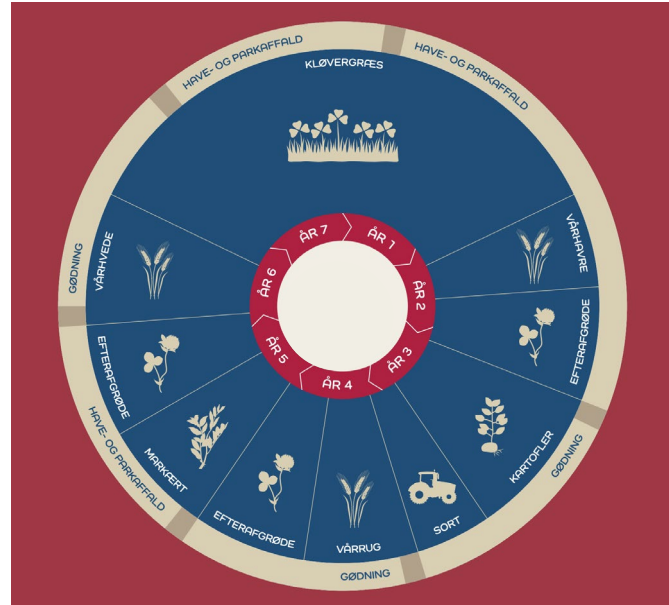 HAVE- OG PARKAFFALD
HAVE- OG PARKAFFALD
KLØVERGRÆS
VÅRHAVRE
EFTERAFGRØDE
KARTOFLER
GØDNING
SORT
VÅRRUG
GØDNING
EFTERAFGRØDE
MARKÆRT
HAVE- OG PARKAFFALD
EFTERAFGRØDE
VÅRHVEDE
GØDNING
ÅR 1
ÅR 2
ÅR 3
ÅR 4
ÅR 5
ÅR 6
ÅR 7